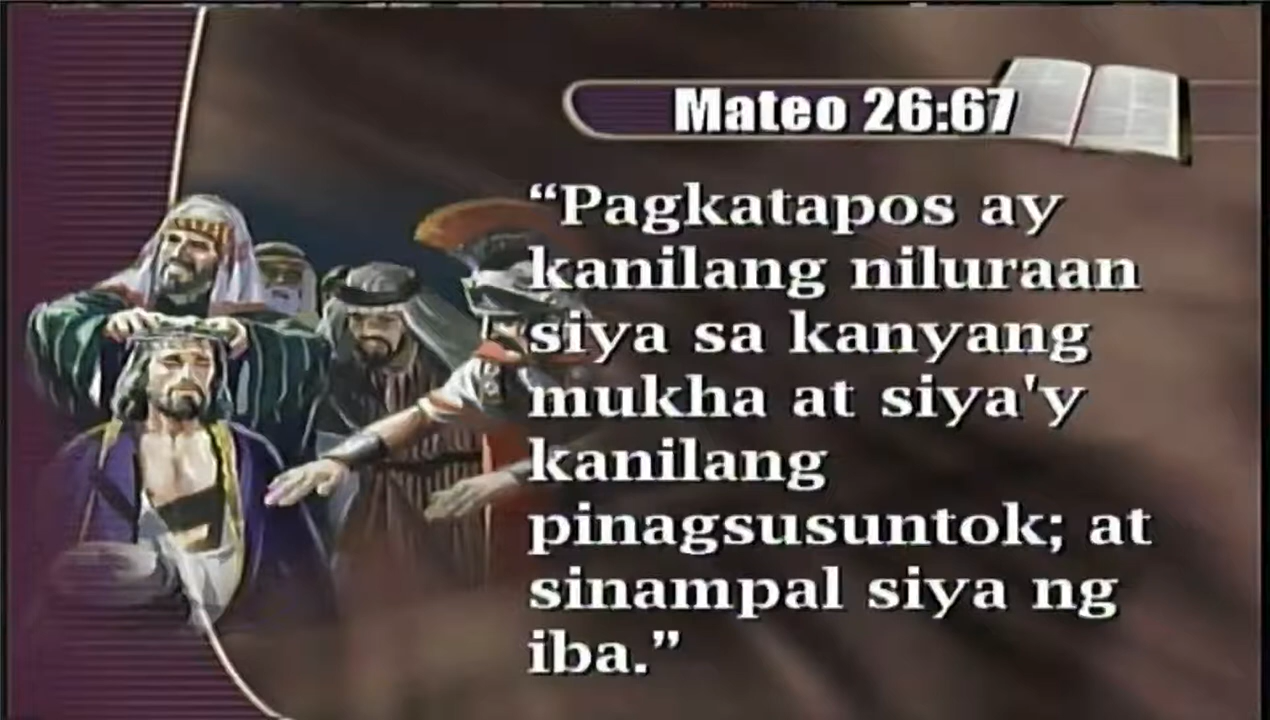 Mateo 26:67
“Pagkatapos ay
kanilang niluraan
siya sa kanyang
mukha at siya'y
kanilang
pinagsusuntok; at
sinampal siya ng
iba.”